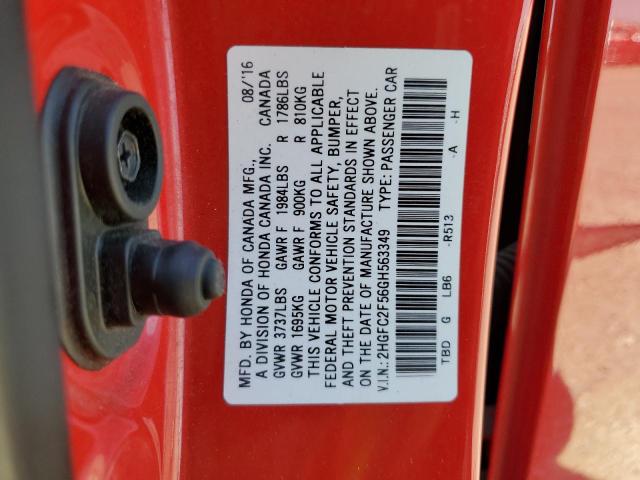 MFD. BY HONDA OF CANADA MFG., 08/'16
A DIVISION OF HONDA CANADA INC. CANADA
GVWR 3737LBS GAWR F 1984LBS R 1786LBS
GVWR 1695KG GAWR F 900KG R 810KG
THIS VEHICLE CONFORMS TO ALL APPLICABLE
FEDERAL MOTOR VEHICLE SAFETY, BUMPER,
AND THEFT PREVENTION STANDARDS IN EFFECT
ON THE DATE OF MANUFACTURE SHOWN ABOVE.
V.I.N.: 2HGFC2F56GH563349 TYPE: PASSENGER CAR
TBD G LB6 -R513 -A -H